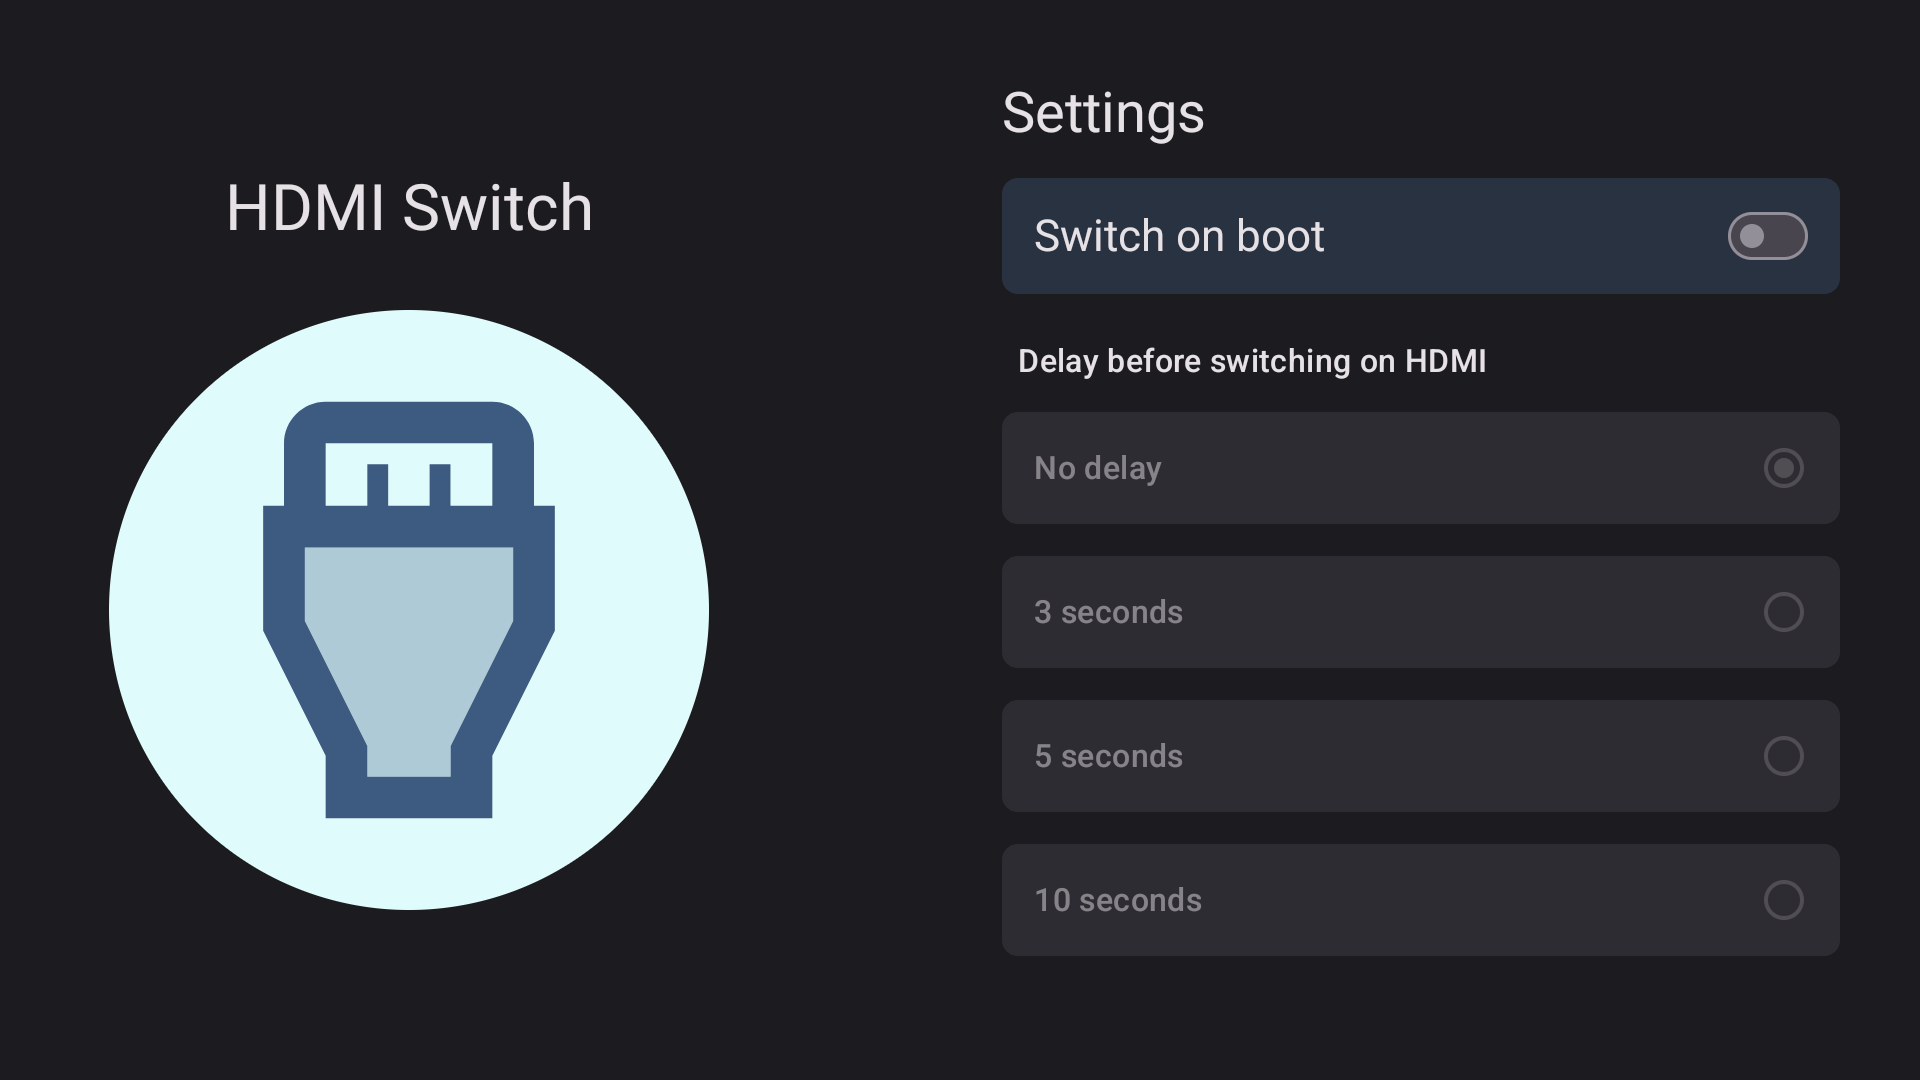 HDMI Switch
Settings
Switch on boot
Delay before switching on HDMI
No delay
3 seconds
5 seconds
10 seconds